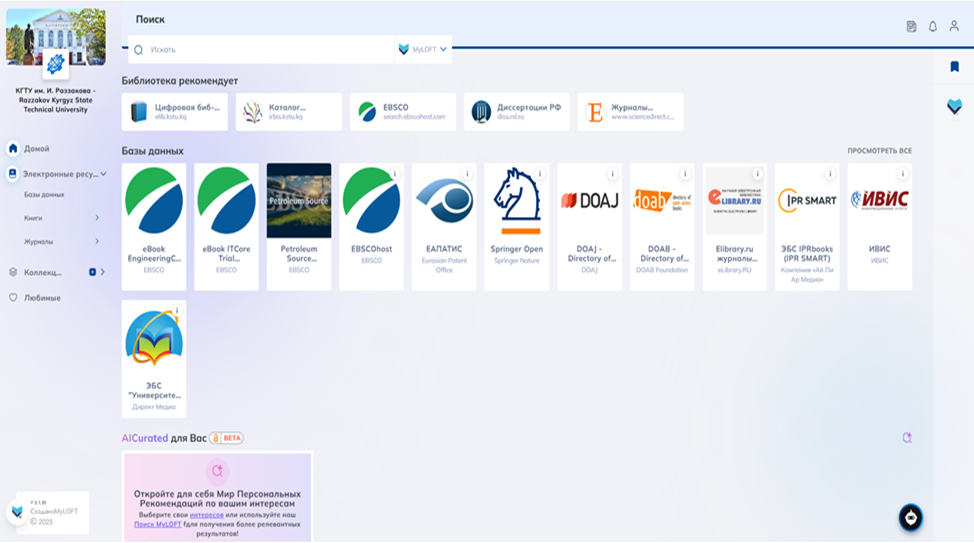 Поиск
КГТУ им. И. Раззакова -
Razzakov Kyrgyz State
Technical University
Домой
Электронные ресу...
Базы данных
Книги
Журналы
Коллекц...
Любимые
V 3.1.80
СозданоMyLOFT
© 2025
Искать
MyLOFT
Библиотека рекомендует
Цифровая биб-...
elib.kstu.kg
Каталог...
irbis.kstu.kg
EBSCO
search.ebscohost.com
Диссертации РФ
diss.rsl.ru
Журналы...
www.sciencedirect.c...
Базы данных
ПРОСМОТРЕТЬ ВСЕ
eBook
EngineeringC...
EBSCO
eBook ITCore
Trial...
EBSCO
Petroleum Source
Petroleum
Source...
EBSCO
EBSCOhost
EBSCO
ЕАПАТИС
Eurasian Patent
Office
Springer Open
Springer Nature
DOAJ
DOAJ -
Directory of...
DOAJ
doab directory of
open access
books
DOAB -
Directory of...
DOAB Foundation
НАУЧНАЯ ЭЛЕКТРОННАЯ
БИБЛИОТЕКА
eLIBRARY.RU
Elibrary.ru
журналы...
eLibrary.RU
IPR SMART
ЭБС IPRbooks
(IPR SMART)
Компания «Ай Пи
Ар Медиа»
ИВИС
ИВИС
ИВИС
ЭБС
"Университе...
Директ Медиа
AICurated для Вас BETA
Откройте для себя Мир Персональных
Рекомендаций по вашим интересам
Выберите свои интересов или используйте наш
Поиск MyLOFT fдля получения более релевантных
результатов!